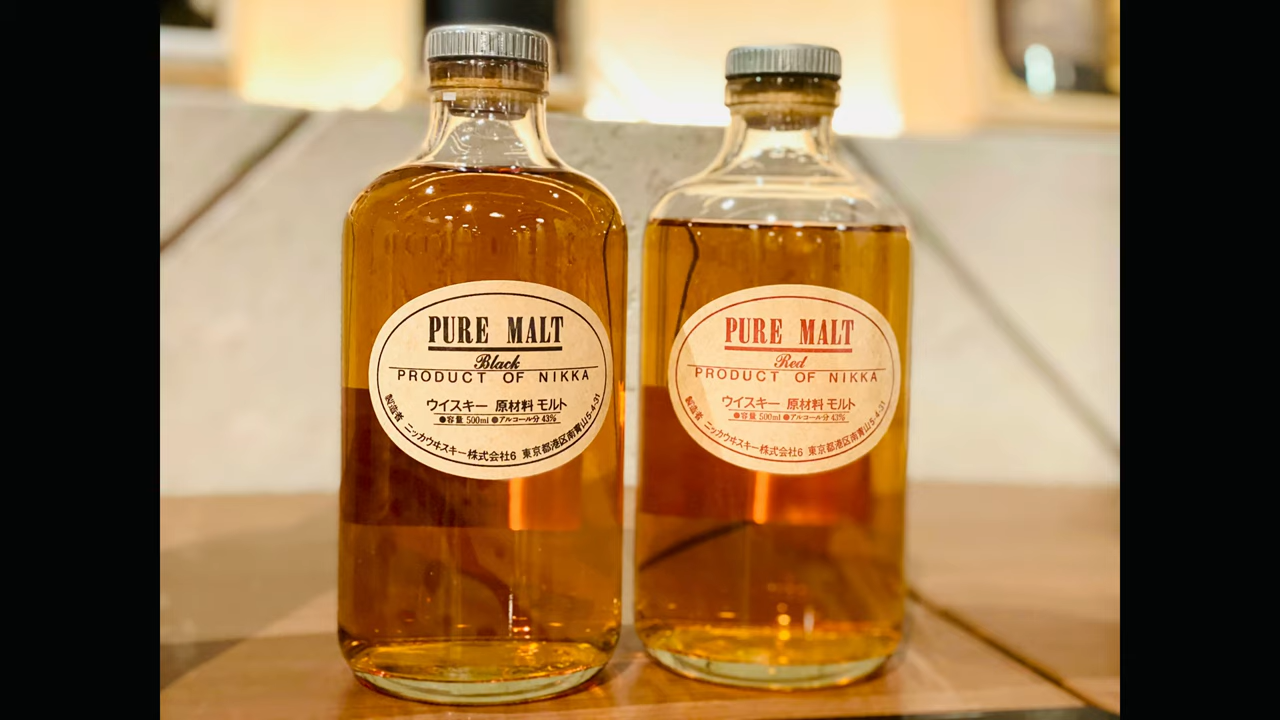 PURE MALT
Black
PRODUCT OF NIKKA
ウイスキー 原材料 モルト
●容量 500ml ●アルコール分 43%
製造者 ニッカウヰスキー株式会社6 東京都港区南青山5-4-31
PURE MALT
Red
PRODUCT OF NIKKA
ウイスキー 原材料 モルト
●容量 500ml ●アルコール分 43%
製造者 ニッカウヰスキー株式会社6 東京都港区南青山5-4-31